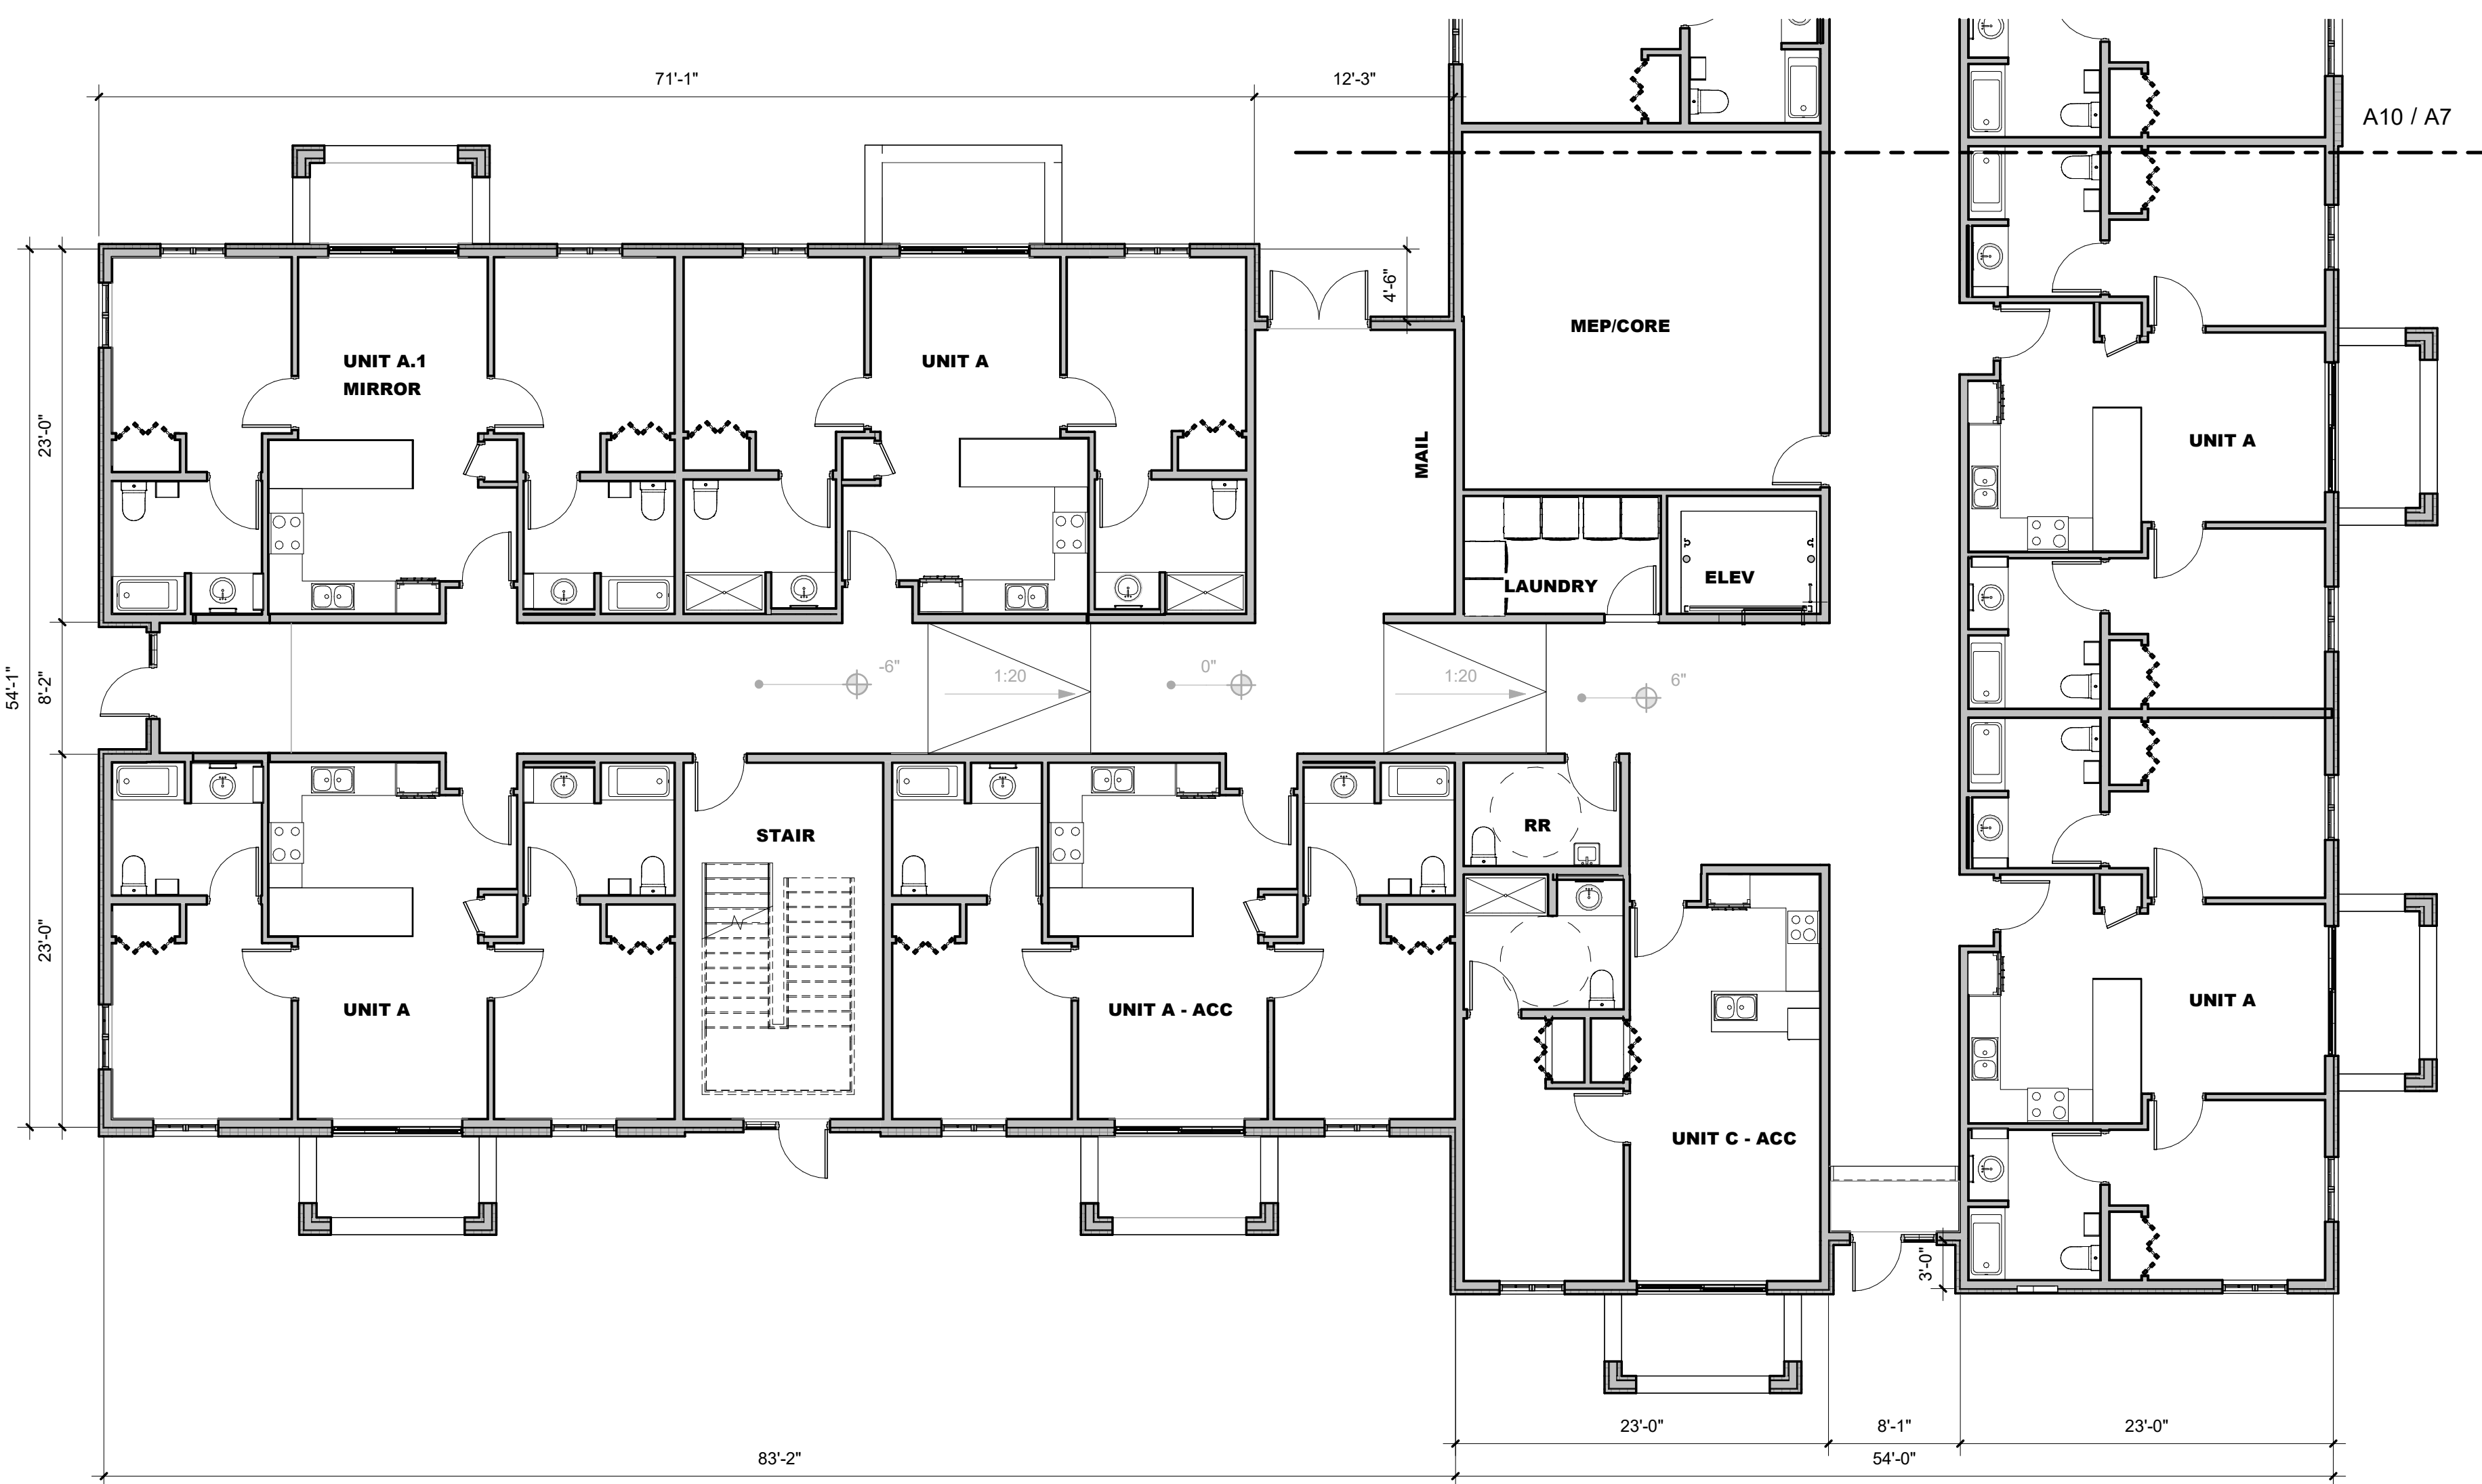 71'-1"
12'-3"
A10 / A7
4'-6"
MEP/CORE
UNIT A.1
MIRROR
UNIT A
23'-0"
MAIL
UNIT A
LAUNDRY
ELEV
54'-1"
8'-2"
-6"
1:20
0"
1:20
6"
STAIR
RR
23'-0"
UNIT A
UNIT A - ACC
UNIT A
UNIT C - ACC
3'-0"
23'-0"
8'-1"
23'-0"
83'-2"
54'-0"